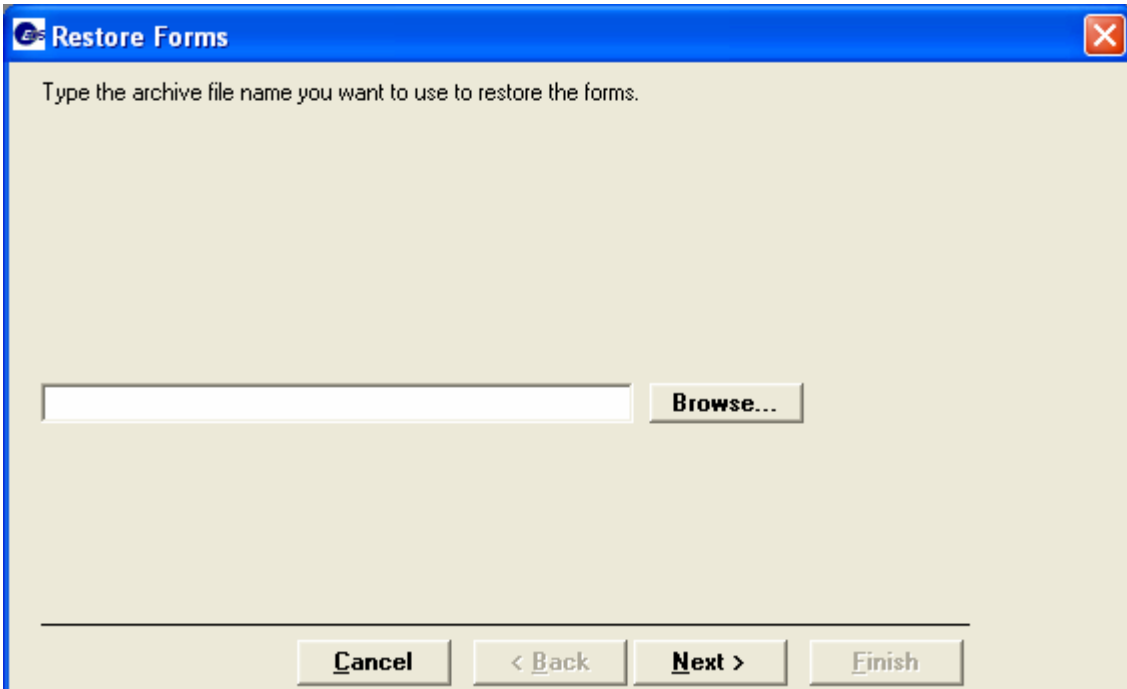 Restore Forms
Type the archive file name you want to use to restore the forms.
Browse...
Cancel < Back Next > Finish